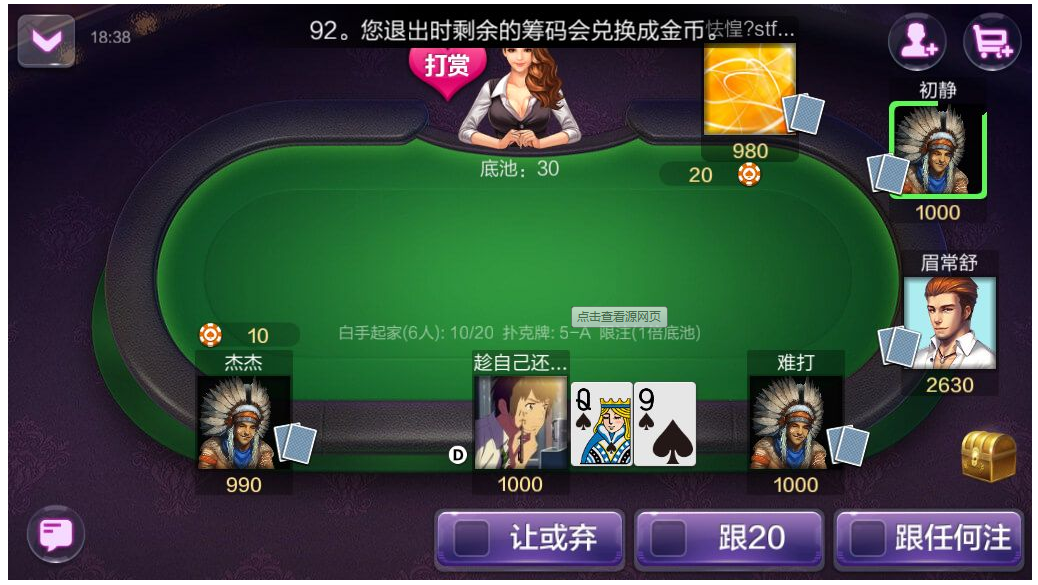 92。您退出时剩余的筹码会兑换成金币。
怯惶?stf...
18:38
打赏
初静
980
底池：30
20
1000
眉常舒
点击查看源网页
10
白手起家(6人): 10/20 扑克牌: 5-A 限注(1倍底池)
杰杰
趁自己还...
难打
2630
Q
9
D
990
1000
1000
让或弃
跟20
跟任何注